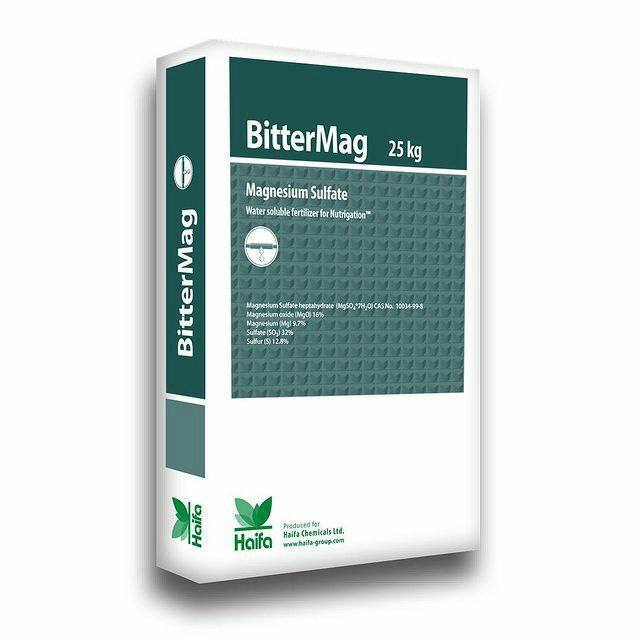 BitterMag 25 kg
Magnesium Sulfate
Water soluble fertilizer for Nutrigation™
Magnesium Sulfate heptahydrate (MgSO₄*7H₂O) CAS No. 10034-99-8
Magnesium oxide (MgO) 16%
Magnesium (Mg) 9.7%
Sulfate (SO₃) 32%
Sulfur (S) 12.8%
BitterMag
Haifa
Haifa
Produced for
Haifa Chemicals Ltd.
www.haifa-group.com